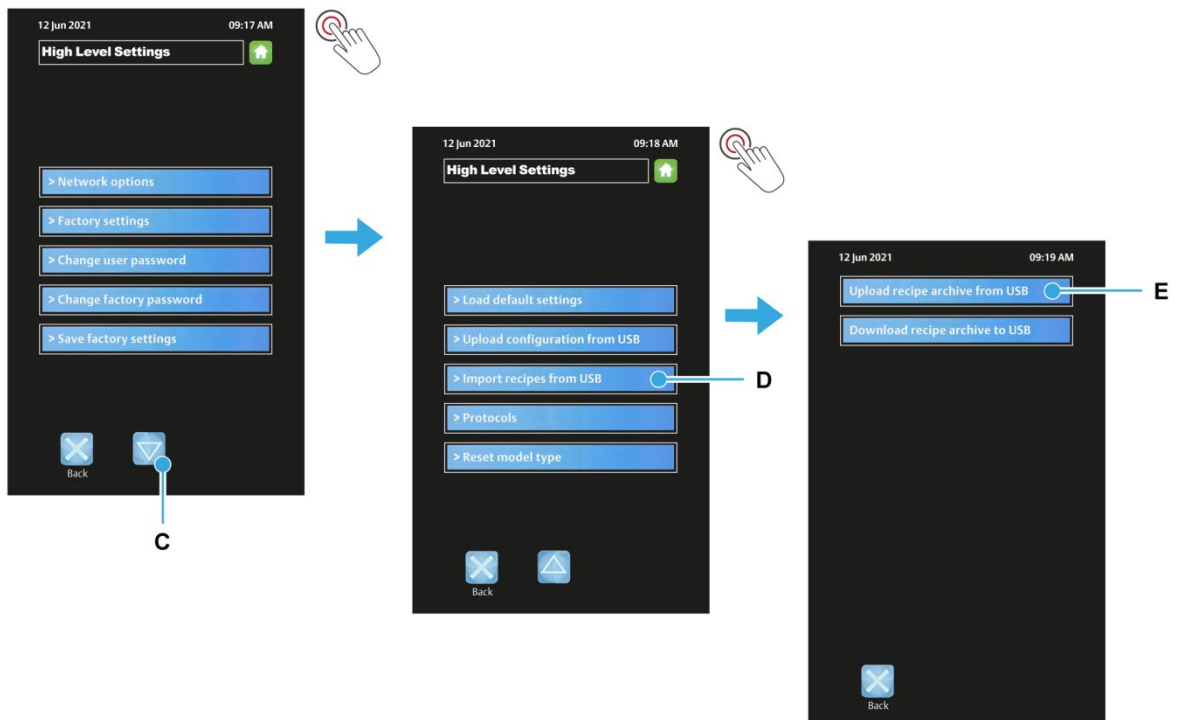 12 Jun 2021 09:17 AM
High Level Settings
> Network options
> Factory settings
> Change user password
> Change factory password
> Save factory settings
Back
C
12 Jun 2021 09:18 AM
High Level Settings
> Load default settings
> Upload configuration from USB
> Import recipes from USB
D
> Protocols
> Reset model type
Back
12 Jun 2021 09:19 AM
Upload recipe archive from USB
E
Download recipe archive to USB
Back